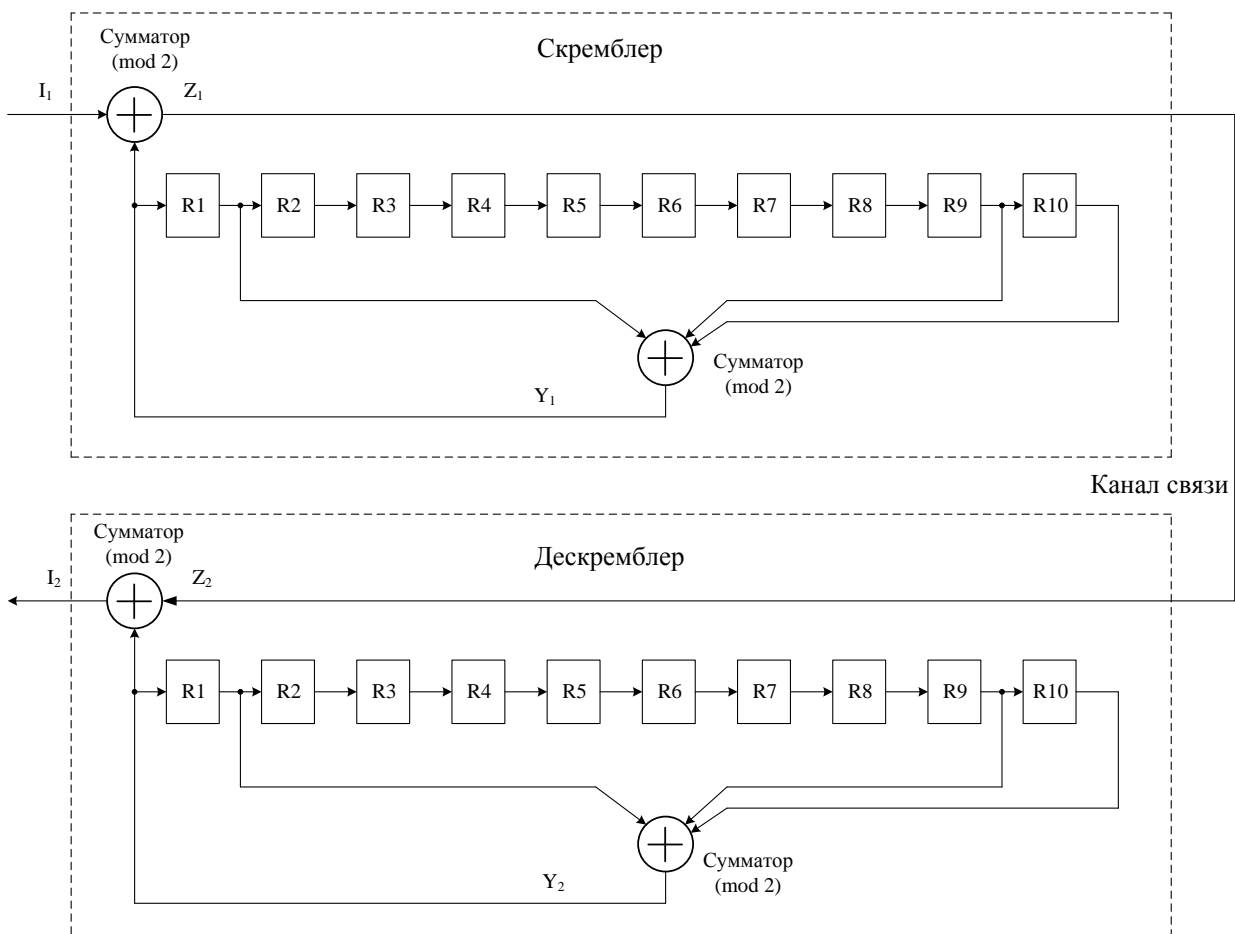 Сумматор
(mod 2)
Скремблер
I₁
Z₁
R1 R2 R3 R4 R5 R6 R7 R8 R9 R10
Сумматор
(mod 2)
Y₁
Канал связи
Сумматор
(mod 2)
Дескремблер
I₂
Z₂
R1 R2 R3 R4 R5 R6 R7 R8 R9 R10
Сумматор
(mod 2)
Y₂